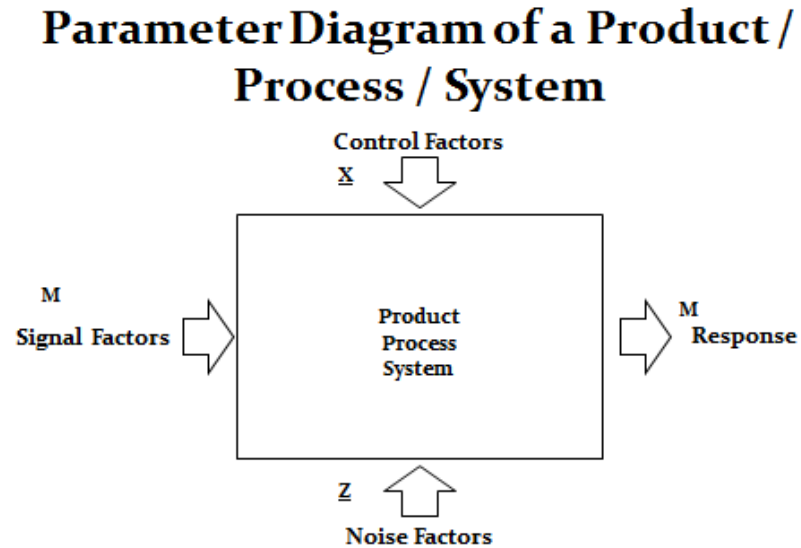 Parameter Diagram of a Product /
Process / System
Control Factors
X
M
Signal Factors
Product
Process
System
M
Response
Z
Noise Factors